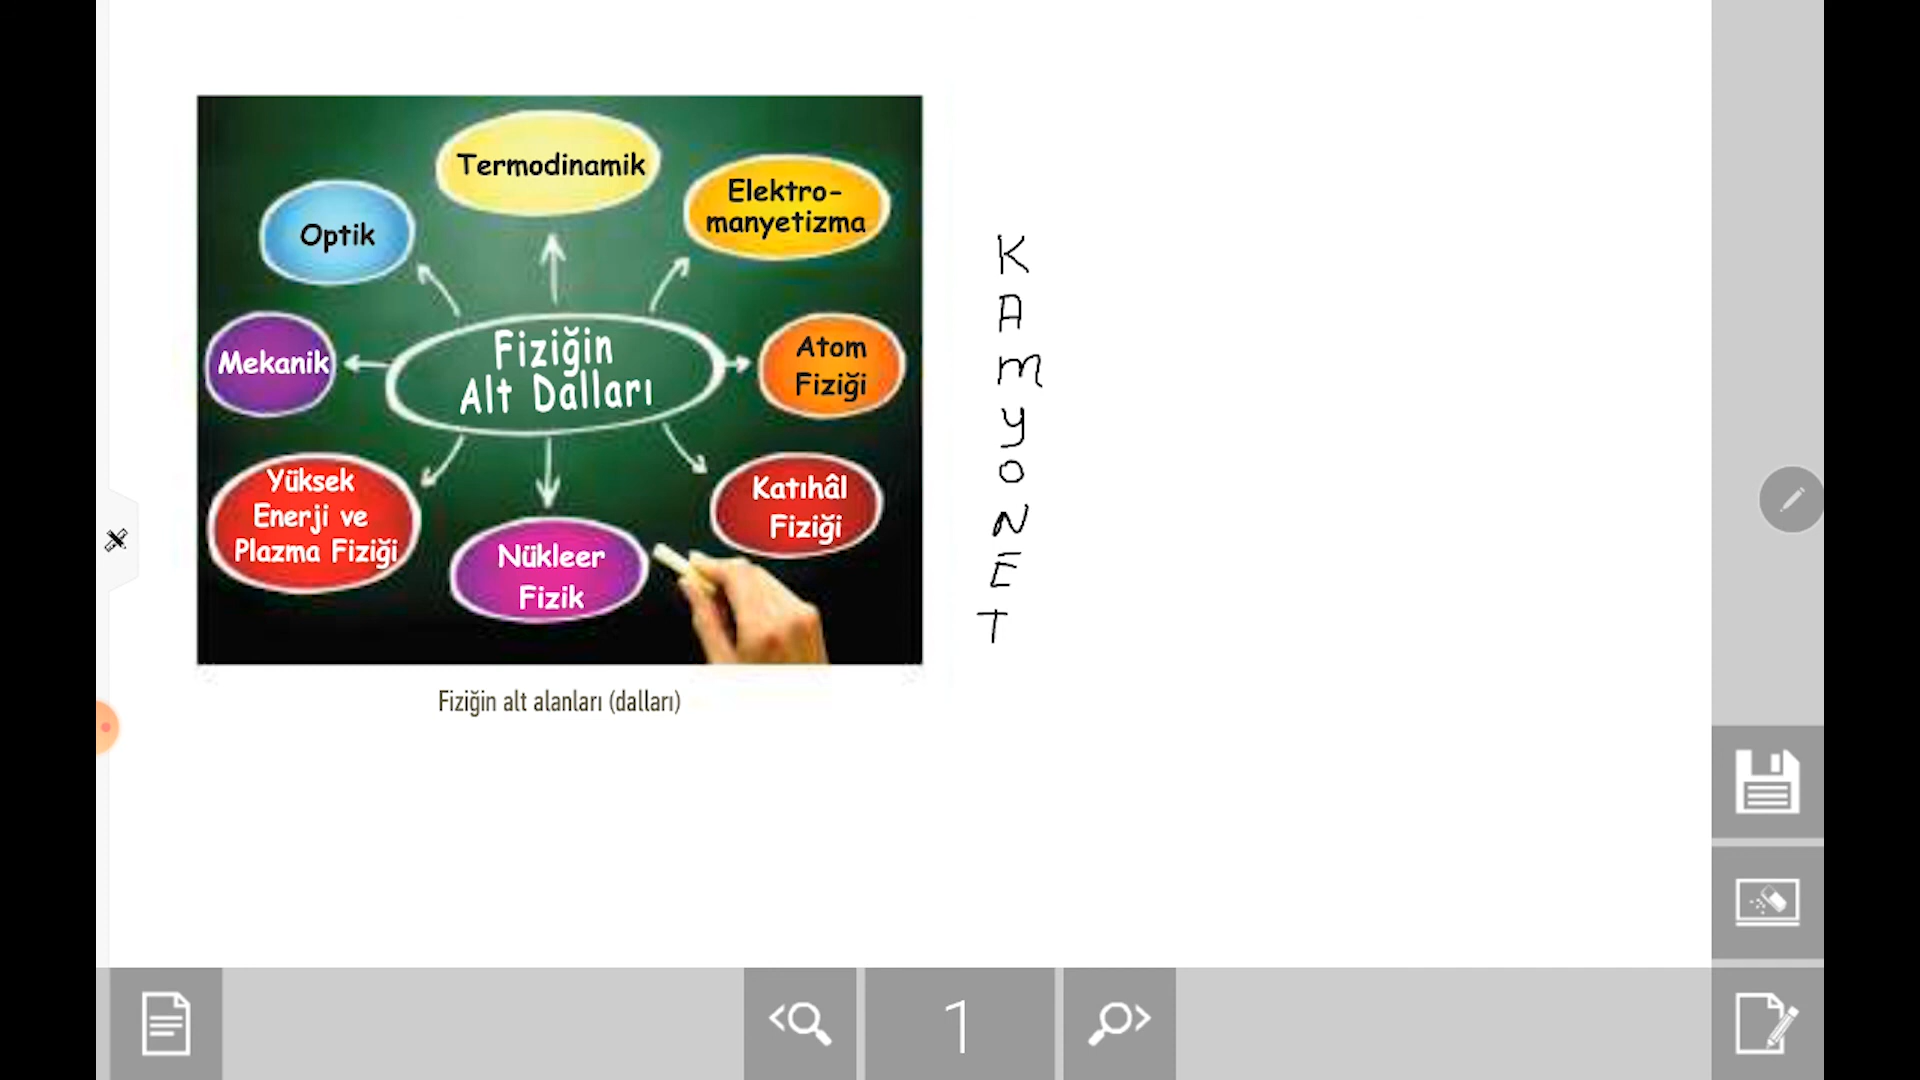 Termodinamik
Elektro-
manyetizma
Optik
Fiziğin
Alt Dalları
Mekanik
Atom
Fiziği
Yüksek
Enerji ve
Plazma Fiziği
Katıhâl
Fiziği
Nükleer
Fizik
Fiziğin alt alanları (dalları)
K
A
M
Y
O
N
E
T
1